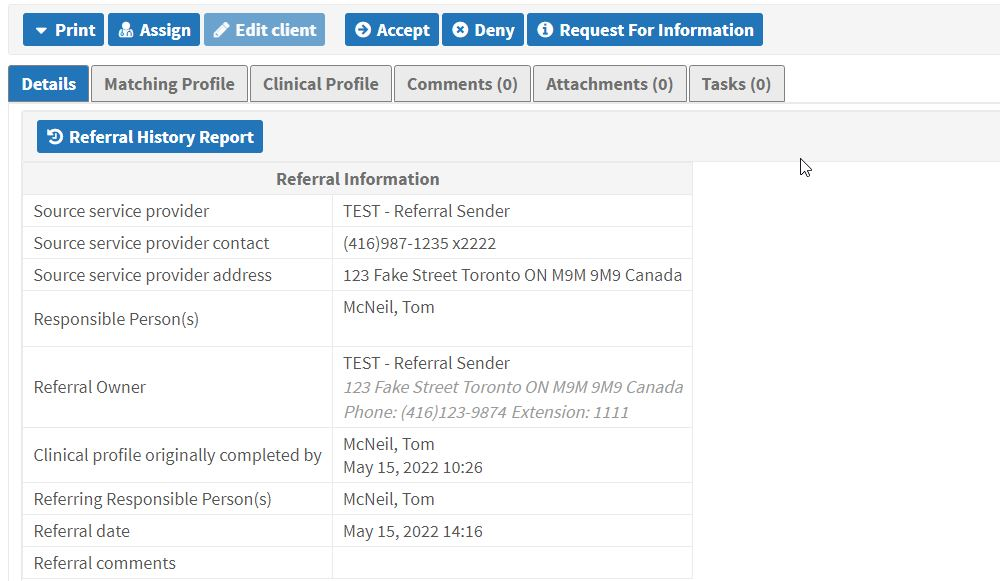 Print Assign Edit client Accept Deny Request For Information
Details Matching Profile Clinical Profile Comments (0) Attachments (0) Tasks (0)
Referral History Report
Referral Information
Source service provider TEST - Referral Sender
Source service provider contact (416)987-1235 x2222
Source service provider address 123 Fake Street Toronto ON M9M 9M9 Canada
Responsible Person(s) McNeil, Tom
Referral Owner TEST - Referral Sender
123 Fake Street Toronto ON M9M 9M9 Canada
Phone: (416)123-9874 Extension: 1111
Clinical profile originally completed by McNeil, Tom
May 15, 2022 10:26
Referring Responsible Person(s) McNeil, Tom
Referral date May 15, 2022 14:16
Referral comments